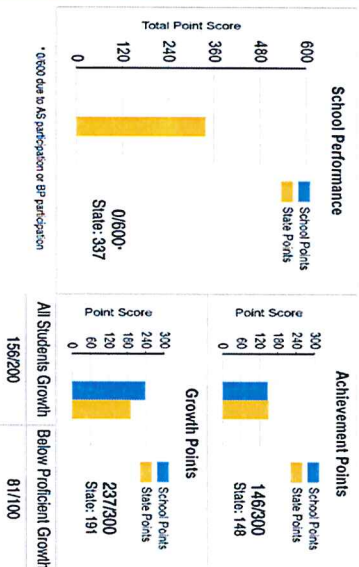 School Performance
School Points
State Points
Total Point Score
600
480
360
240
120
0
0/600*
State: 337
* 0/600 due to AS participation or BP participation
Achievement Points
School Points
State Points
Point Score
300
240
180
120
60
0
146/300
State: 148
Growth Points
School Points
State Points
Point Score
300
240
180
120
60
0
237/300
State: 191
All Students Growth
Below Proficient Growth
156/200
81/100